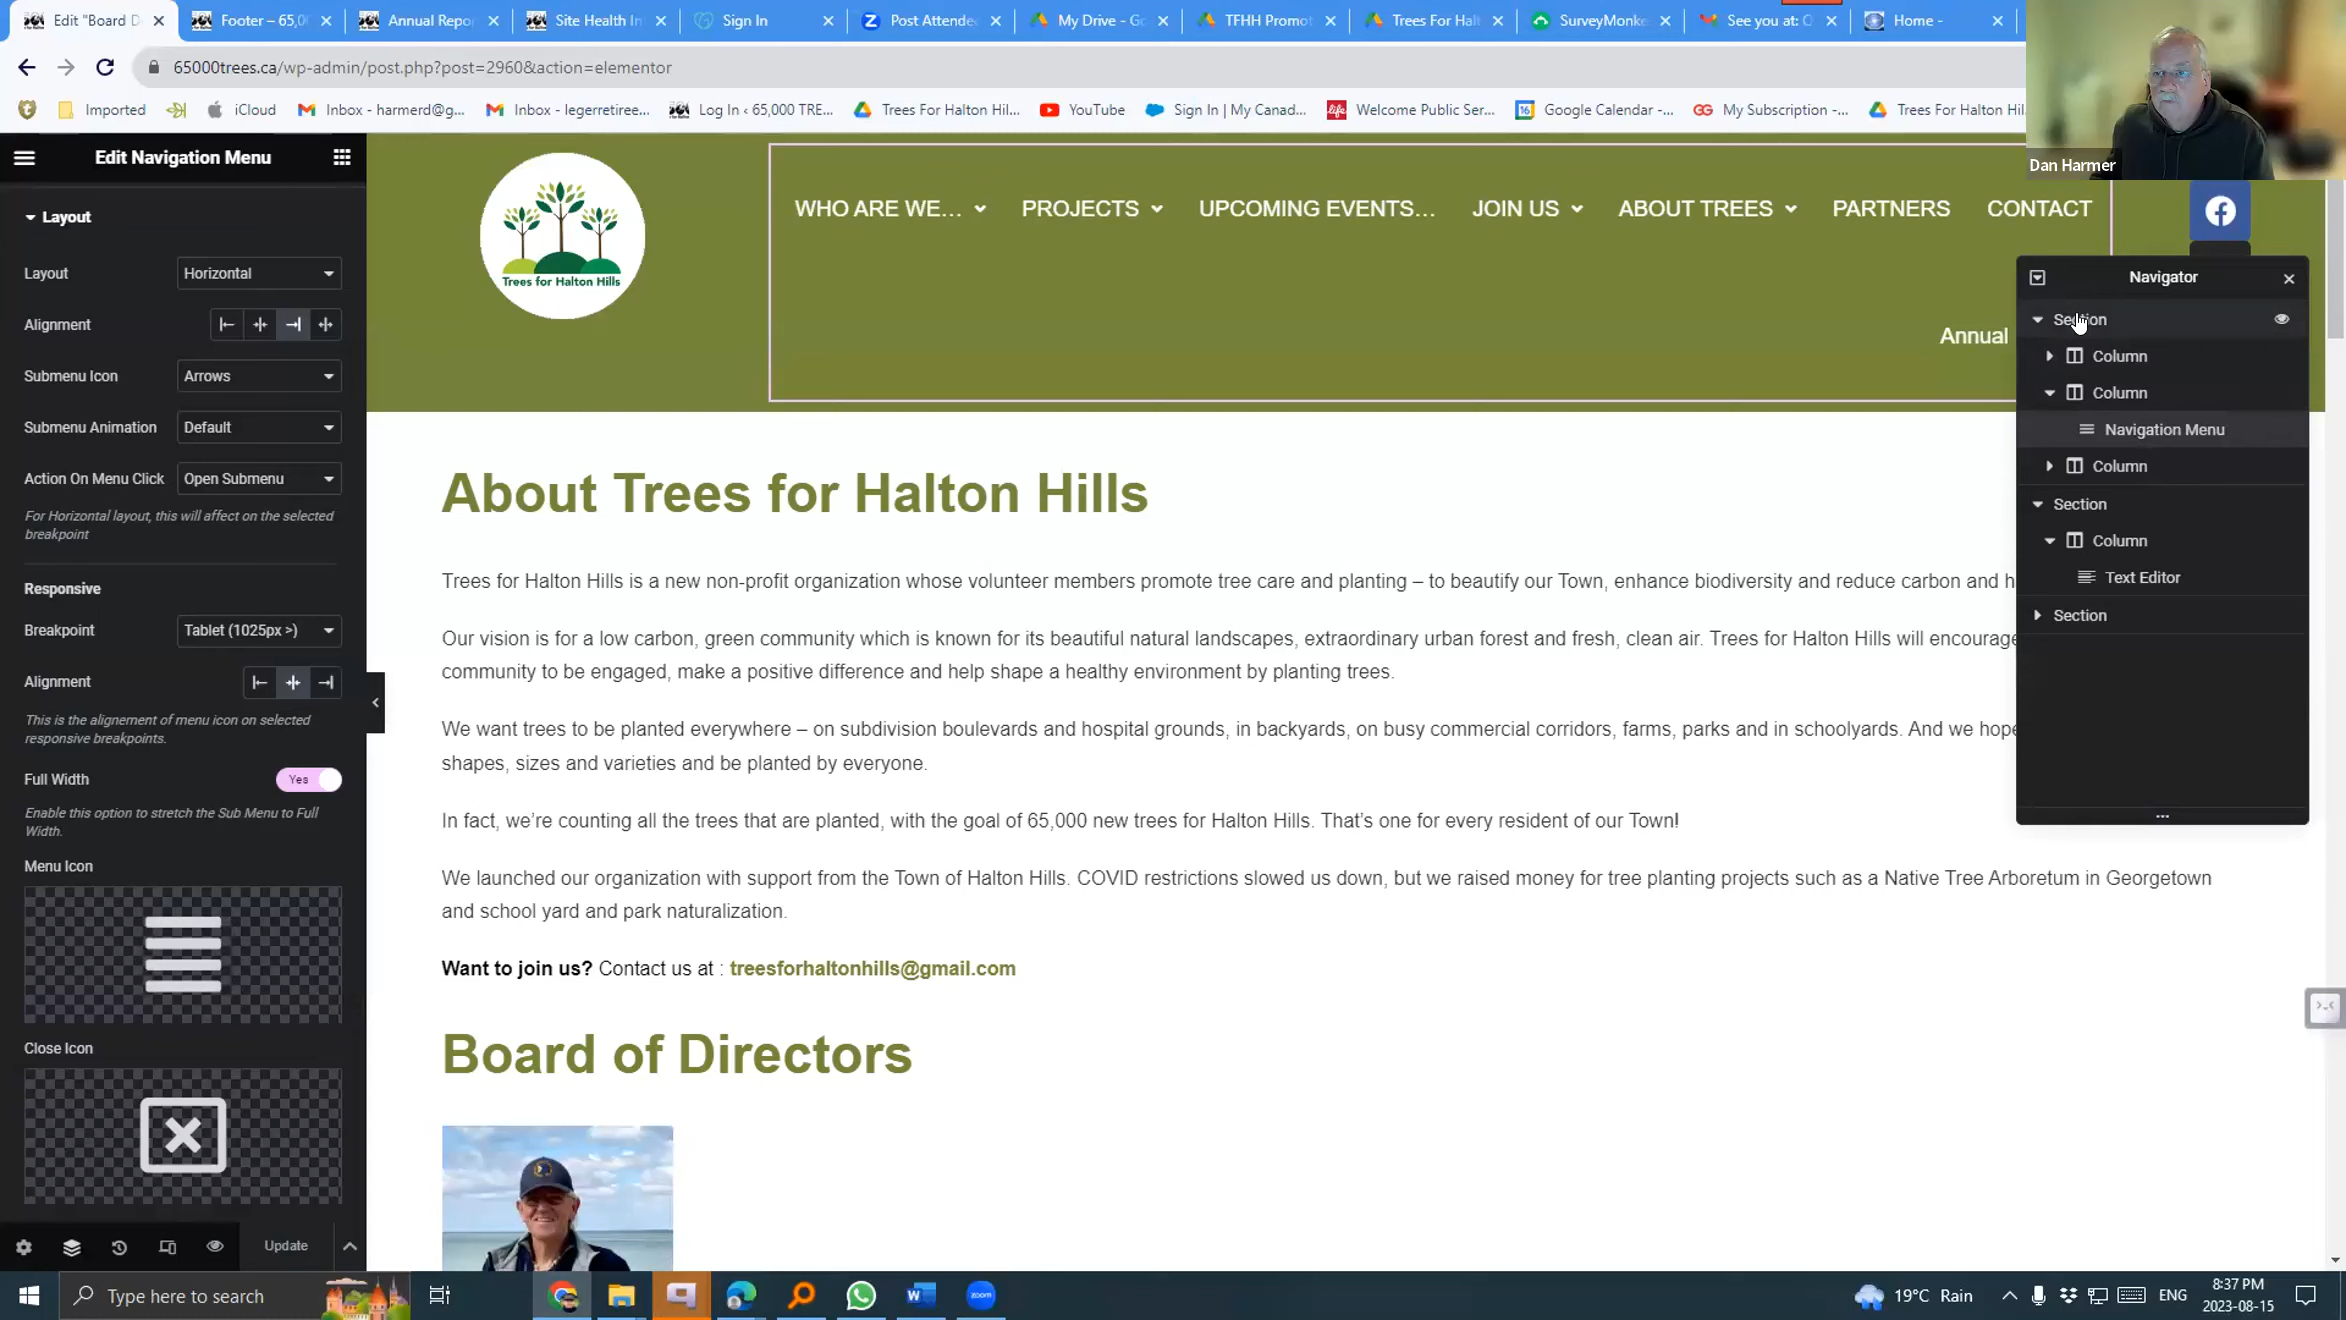 Edit "Board D
Footer – 65,0
Annual Repo
Site Health In
Sign In
Post Attende
My Drive - Go
TFHH Promot
Trees For Halt
SurveyMonke
See you at: O
Home -
65000trees.ca/wp-admin/post.php?post=2960&action=elementor
Imported
iCloud
Inbox - harmerd@g...
Inbox - legerretiree...
Log In ‹ 65,000 TRE...
Trees For Halton Hil...
YouTube
Sign In | My Canad...
Welcome Public Ser...
Google Calendar -...
My Subscription -...
Trees For Halton Hil
Dan Harmer
Edit Navigation Menu
Layout
Layout
Horizontal
Alignment
Submenu Icon
Arrows
Submenu Animation
Default
Action On Menu Click
Open Submenu
For Horizontal layout, this will affect on the selected
breakpoint
Responsive
Breakpoint
Tablet (1025px >)
Alignment
This is the alignement of menu icon on selected
responsive breakpoints.
Full Width
Yes
Enable this option to stretch the Sub Menu to Full
Width.
Menu Icon
Close Icon
Update
Trees for Halton Hills
WHO ARE WE…
PROJECTS
UPCOMING EVENTS…
JOIN US
ABOUT TREES
PARTNERS
CONTACT
Annual
Navigator
Section
Column
Column
Navigation Menu
Column
Section
Column
Text Editor
Section
About Trees for Halton Hills
Trees for Halton Hills is a new non-profit organization whose volunteer members promote tree care and planting – to beautify our Town, enhance biodiversity and reduce carbon and h
Our vision is for a low carbon, green community which is known for its beautiful natural landscapes, extraordinary urban forest and fresh, clean air. Trees for Halton Hills will encourage
community to be engaged, make a positive difference and help shape a healthy environment by planting trees.
We want trees to be planted everywhere – on subdivision boulevards and hospital grounds, in backyards, on busy commercial corridors, farms, parks and in schoolyards. And we hope
shapes, sizes and varieties and be planted by everyone.
In fact, we're counting all the trees that are planted, with the goal of 65,000 new trees for Halton Hills. That's one for every resident of our Town!
We launched our organization with support from the Town of Halton Hills. COVID restrictions slowed us down, but we raised money for tree planting projects such as a Native Tree Arboretum in Georgetown
and school yard and park naturalization.
Want to join us? Contact us at : treesforhaltonhills@gmail.com
Board of Directors
Type here to search
zoom
19°C Rain
ENG
8:37 PM
2023-08-15